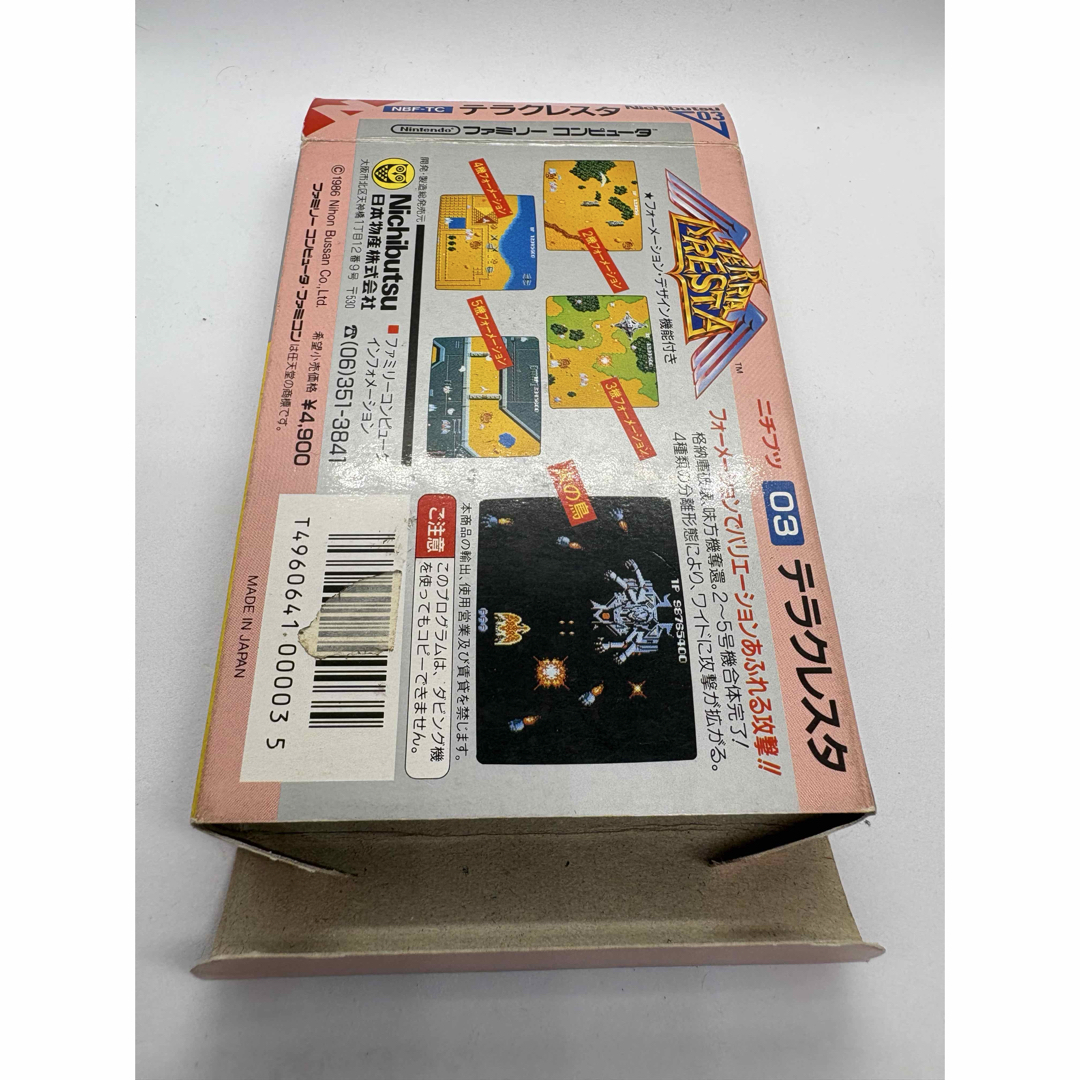 NBF-TC テラクレスタ Nichibutsu 03
Nintendo ファミリー コンピュータ™
TERRA CRESTA™
ニチブツ 03 テラクレスタ
フォーメーションでバリエーションあふれる攻撃!!
格納庫破壊、味方機奪還。2〜5号機合体完了!
4種類の分離形態により、ワイドに攻撃が拡がる。
★フォーメーション・デザイン機能付き
2機フォーメーション
3機フォーメーション
4機フォーメーション
5機フォーメーション
の鳥
1P 98765400
開発・製造総発売元
Nichibutsu
日本物産株式会社
大阪市北区天神橋1丁目12番9号 〒530
■ファミリーコンピュータ
インフォメーション
☎(06)351-3841
本商品の輸出、使用営業及び賃貸を禁じます。
ご注意
このプログラムは、ダビング機
を使ってもコピーできません。
©1986 Nihon Bussan Co.,Ltd. 希望小売価格 ¥4,900
ファミリー コンピュータ・ファミコンは任天堂の商標です。
T4960641000035
MADE IN JAPAN